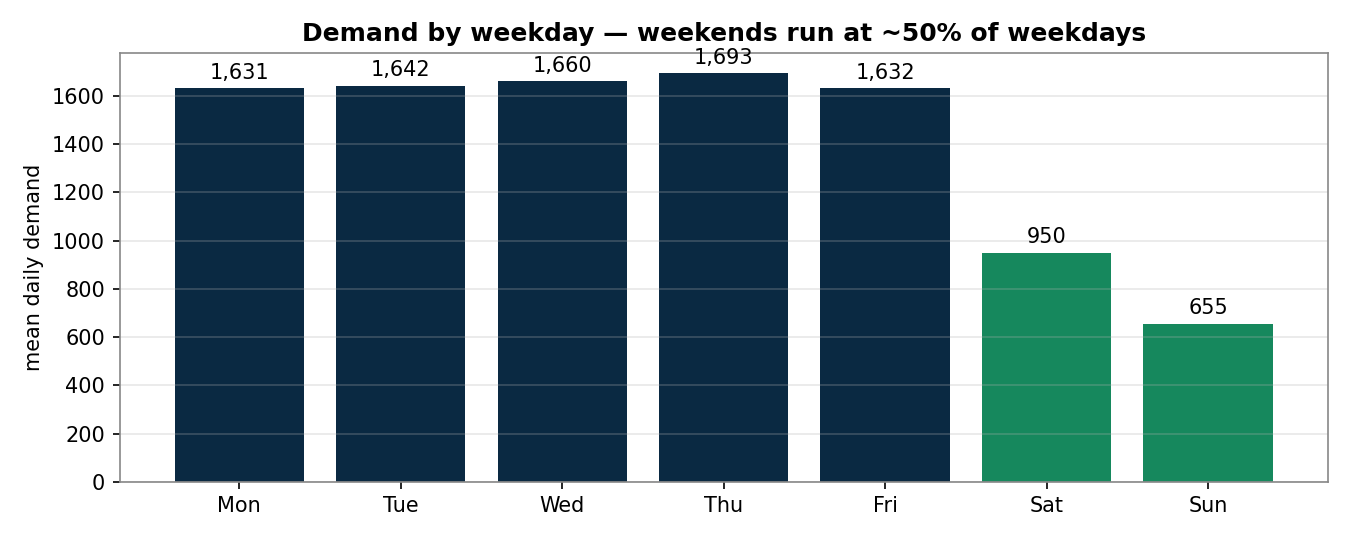 Demand by weekday — weekends run at ~50% of weekdays
1,631
1,642
1,660
1,693
1,632
950
655
mean daily demand
1600
1400
1200
1000
800
600
400
200
0
Mon
Tue
Wed
Thu
Fri
Sat
Sun